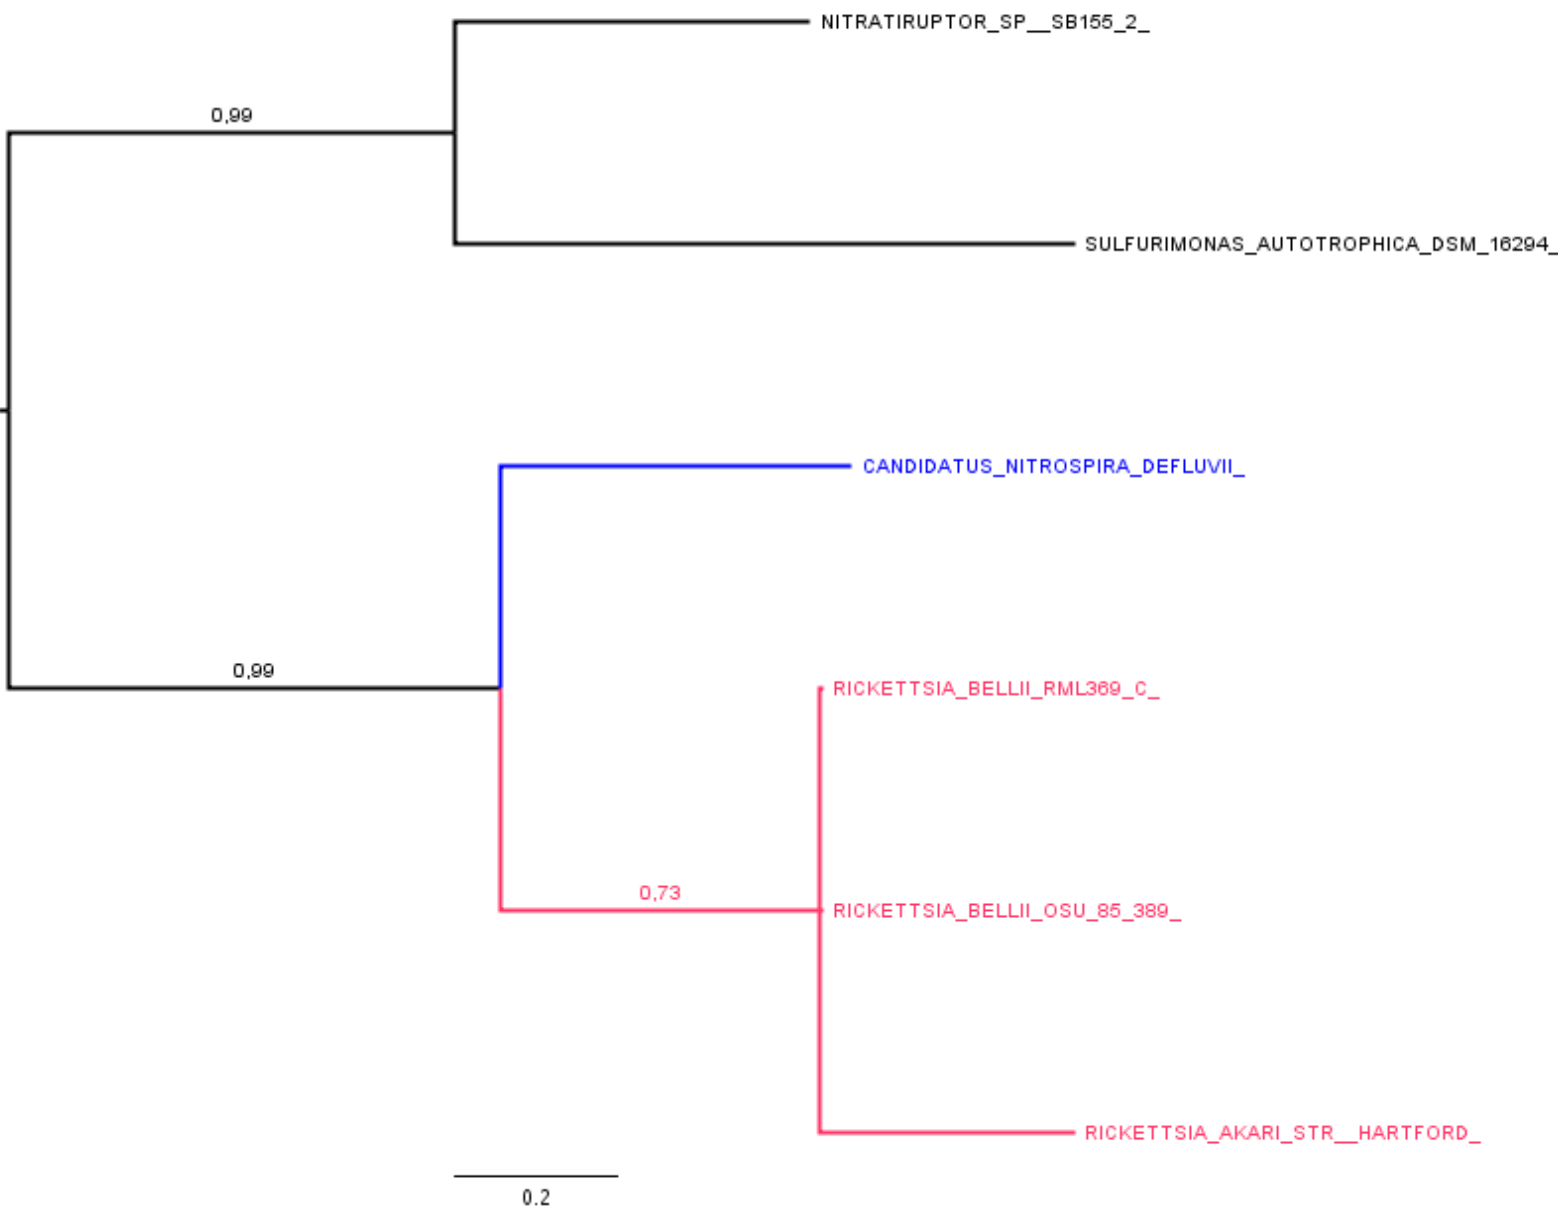 NITRATIRUPTOR_SP__SB155_2_
0,99
SULFURIMONAS_AUTOTROPHICA_DSM_16294_
CANDIDATUS_NITROSPIRA_DEFLUVII_
0,99
RICKETTSIA_BELLII_RML369_C_
0,73
RICKETTSIA_BELLII_OSU_85_389_
RICKETTSIA_AKARI_STR__HARTFORD_
0.2